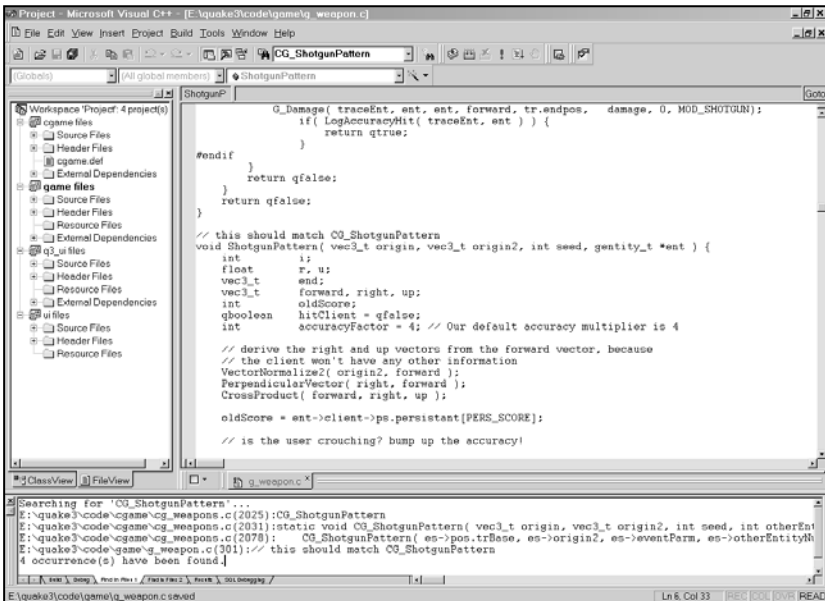 Project - Microsoft Visual C++ - [E:\quake3\code\game\g_weapon.c]
File Edit View Insert Project Build Tools Window Help
CG_ShotgunPattern
(Globals) (All global members) ShotgunPattern
ShotgunP
Goto
Workspace 'Project': 4 project(s)
cgame files
Source Files
Header Files
cgame.def
External Dependencies
game files
Source Files
Header Files
Resource Files
External Dependencies
q3_ui files
Source Files
Header Files
Resource Files
External Dependencies
ui files
Source Files
Header Files
Resource Files
ClassView FileView
G_Damage( traceEnt, ent, ent, forward, tr.endpos, damage, 0, MOD_SHOTGUN);
if( LogAccuracyHit( traceEnt, ent ) ) {
return qtrue;
}
#endif
}
return qfalse;
}
return qfalse;
}
// this should match CG_ShotgunPattern
void ShotgunPattern( vec3_t origin, vec3_t origin2, int seed, gentity_t *ent ) {
int i;
float r, u;
vec3_t end;
vec3_t forward, right, up;
int oldScore;
qboolean hitClient = qfalse;
int accuracyFactor = 4; // Our default accuracy multiplier is 4
// derive the right and up vectors from the forward vector, because
// the client won't have any other information
VectorNormalize2( origin2, forward );
PerpendicularVector( right, forward );
CrossProduct( forward, right, up );
oldScore = ent->client->ps.persistant[PERS_SCORE];
// is the user crouching? bump up the accuracy!
g_weapon.c
Searching for 'CG_ShotgunPattern'...
E:\quake3\code\cgame\cg_weapons.c(2025):CG_ShotgunPattern
E:\quake3\code\cgame\cg_weapons.c(2031):static void CG_ShotgunPattern( vec3_t origin, vec3_t origin2, int seed, int otherEnt
E:\quake3\code\cgame\cg_weapons.c(2078): CG_ShotgunPattern( es->pos.trBase, es->origin2, es->eventParm, es->otherEntityNu
E:\quake3\code\game\g_weapon.c(301):// this should match CG_ShotgunPattern
4 occurrence(s) have been found.
Build Debug Find in Files 1 Find in Files 2 Results SQL Debugging
E:\quake3\code\game\g_weapon.c saved
Ln 6, Col 33 REC COL OVR READ